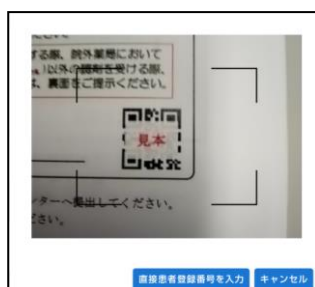 する際、院外薬局において
）以外の調剤を受ける際、
、裏面をご提示ください。
見本
ンターへ提出してください。
ださい。
直接患者登録番号を入力 キャンセル